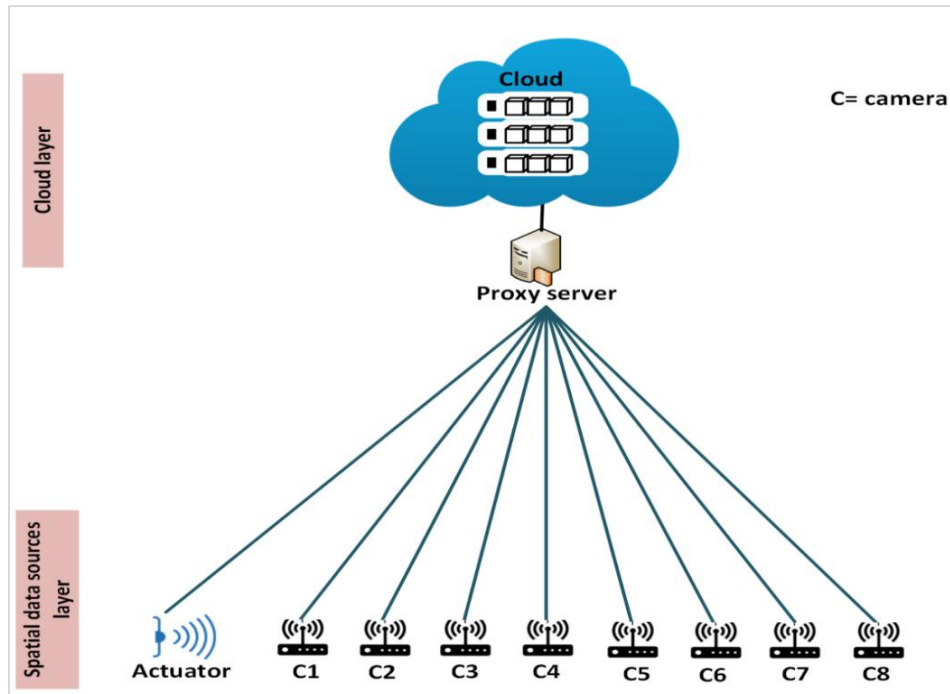 Cloud layer
Cloud
C= camera
Proxy server
Spatial data sources
layer
Actuator
C1
C2
C3
C4
C5
C6
C7
C8